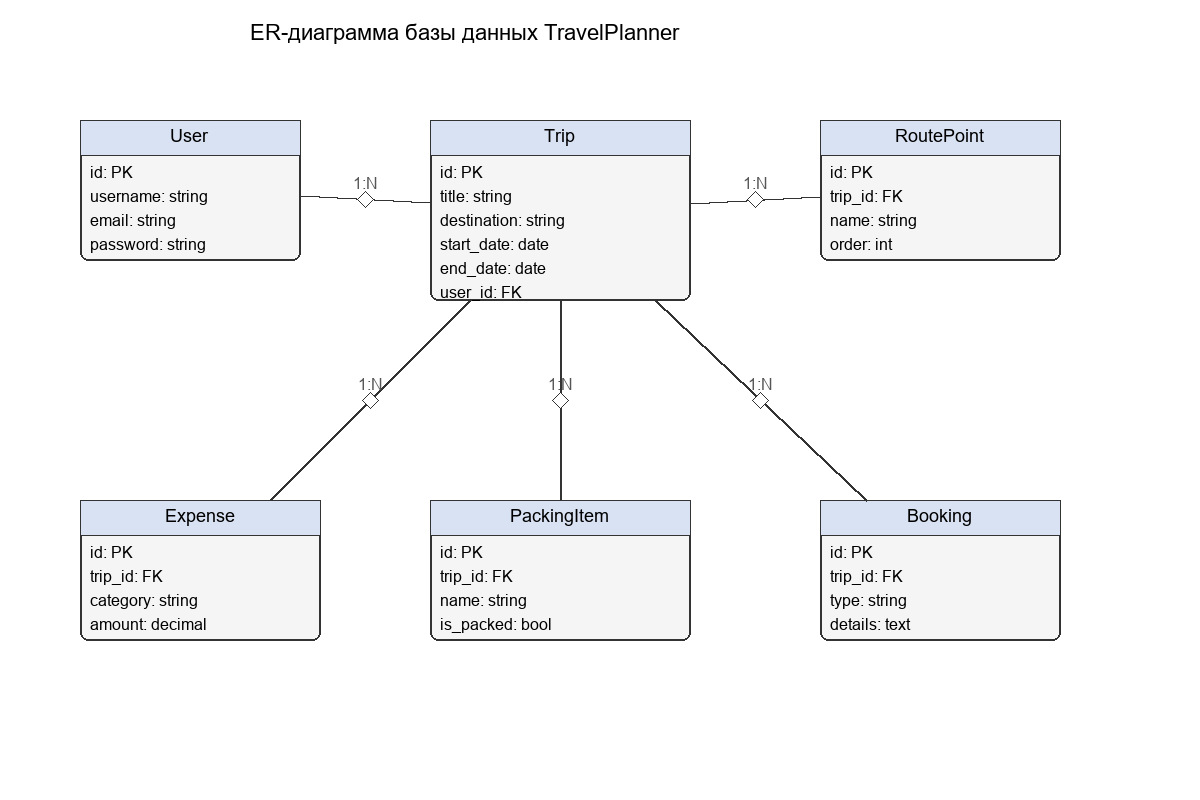 ER-диаграмма базы данных TravelPlanner
User
id: PK
username: string
email: string
password: string
1:N
Trip
id: PK
title: string
destination: string
start_date: date
end_date: date
user_id: FK
1:N
RoutePoint
id: PK
trip_id: FK
name: string
order: int
1:N
1:N
1:N
Expense
id: PK
trip_id: FK
category: string
amount: decimal
PackingItem
id: PK
trip_id: FK
name: string
is_packed: bool
Booking
id: PK
trip_id: FK
type: string
details: text